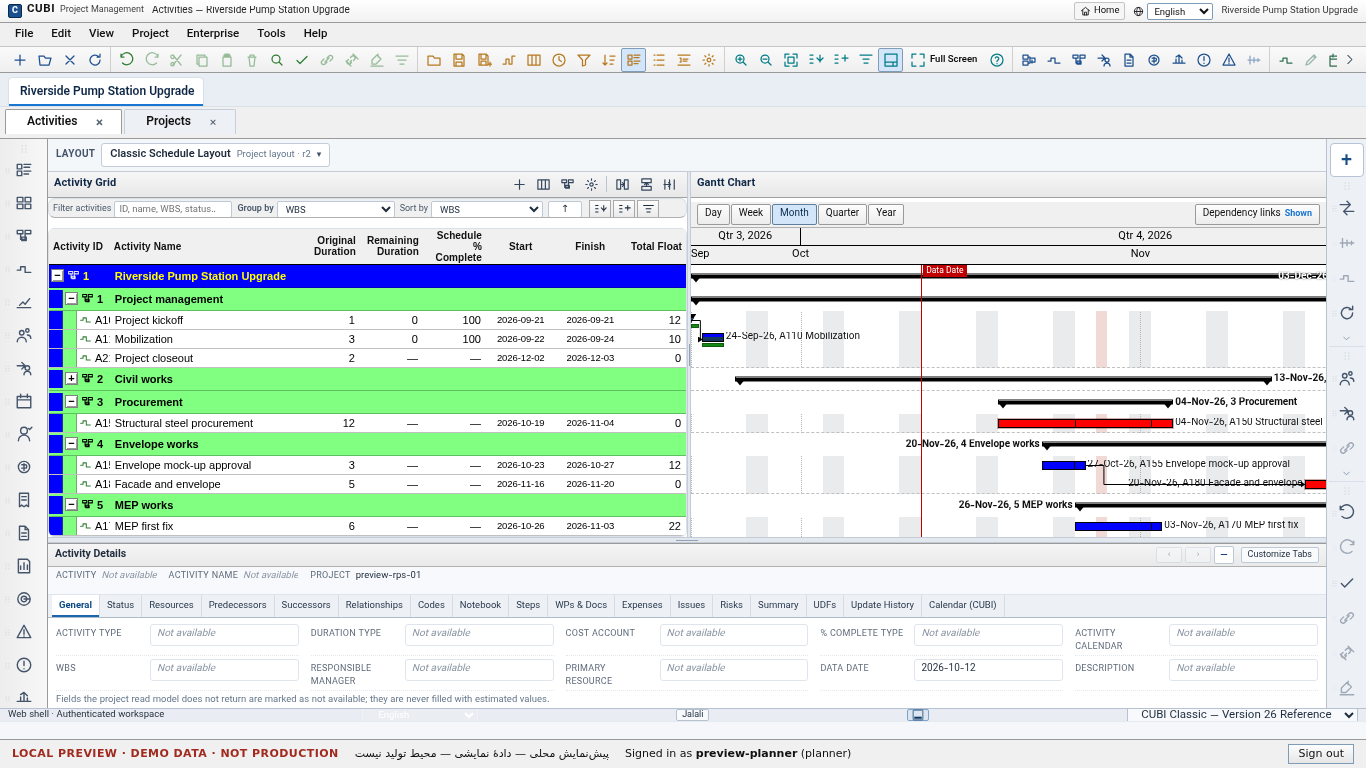 CUBI Project Management Activities — Riverside Pump Station Upgrade Home English Riverside Pump Station Upgrade
File Edit View Project Enterprise Tools Help
Full Screen
Riverside Pump Station Upgrade
Activities × Projects ×
LAYOUT Classic Schedule Layout Project layout · r2
Activity Grid
Filter activities ID, name, WBS, status.. Group by WBS Sort by WBS ↑
Activity ID Activity Name Original Duration Remaining Duration Schedule % Complete Start Finish Total Float
1 Riverside Pump Station Upgrade
1 Project management
Project kickoff 1 0 100 2026-09-21 2026-09-21 12
Mobilization 3 0 100 2026-09-22 2026-09-24 10
Project closeout 2 — — 2026-12-02 2026-12-03 0
2 Civil works
3 Procurement
Structural steel procurement 12 — — 2026-10-19 2026-11-04 0
4 Envelope works
Envelope mock-up approval 3 — — 2026-10-23 2026-10-27 12
Facade and envelope 5 — — 2026-11-16 2026-11-20 0
5 MEP works
MEP first fix 6 — — 2026-10-26 2026-11-03 22
Gantt Chart
Day Week Month Quarter Year Dependency links Shown
Qtr 3, 2026 Qtr 4, 2026
Sep Oct Nov
Data Date 03-Dec-26
24-Sep-26, A110 Mobilization
13-Nov-26,
04-Nov-26, 3 Procurement
04-Nov-26, A150 Structural steel
20-Nov-26, 4 Envelope works
27-Oct-26, A155 Envelope mock-up approval
20-Nov-26, A180 Facade and envelope
26-Nov-26, 5 MEP works
03-Nov-26, A170 MEP first fix
Activity Details Customize Tabs
ACTIVITY Not available ACTIVITY NAME Not available PROJECT preview-rps-01
General Status Resources Predecessors Successors Relationships Codes Notebook Steps WPs & Docs Expenses Issues Risks Summary UDFs Update History Calendar (CUBI)
ACTIVITY TYPE Not available DURATION TYPE Not available COST ACCOUNT Not available % COMPLETE TYPE Not available ACTIVITY CALENDAR Not available
WBS Not available RESPONSIBLE MANAGER Not available PRIMARY RESOURCE Not available DATA DATE 2026-10-12 DESCRIPTION Not available
Fields the project read model does not return are marked as not available; they are never filled with estimated values.
Web shell · Authenticated workspace English Jalali CUBI Classic — Version 26 Reference
LOCAL PREVIEW · DEMO DATA · NOT PRODUCTION پیش‌نمایش محلی — دادهٔ نمایشی — محیط تولید نیست Signed in as preview-planner (planner) Sign out